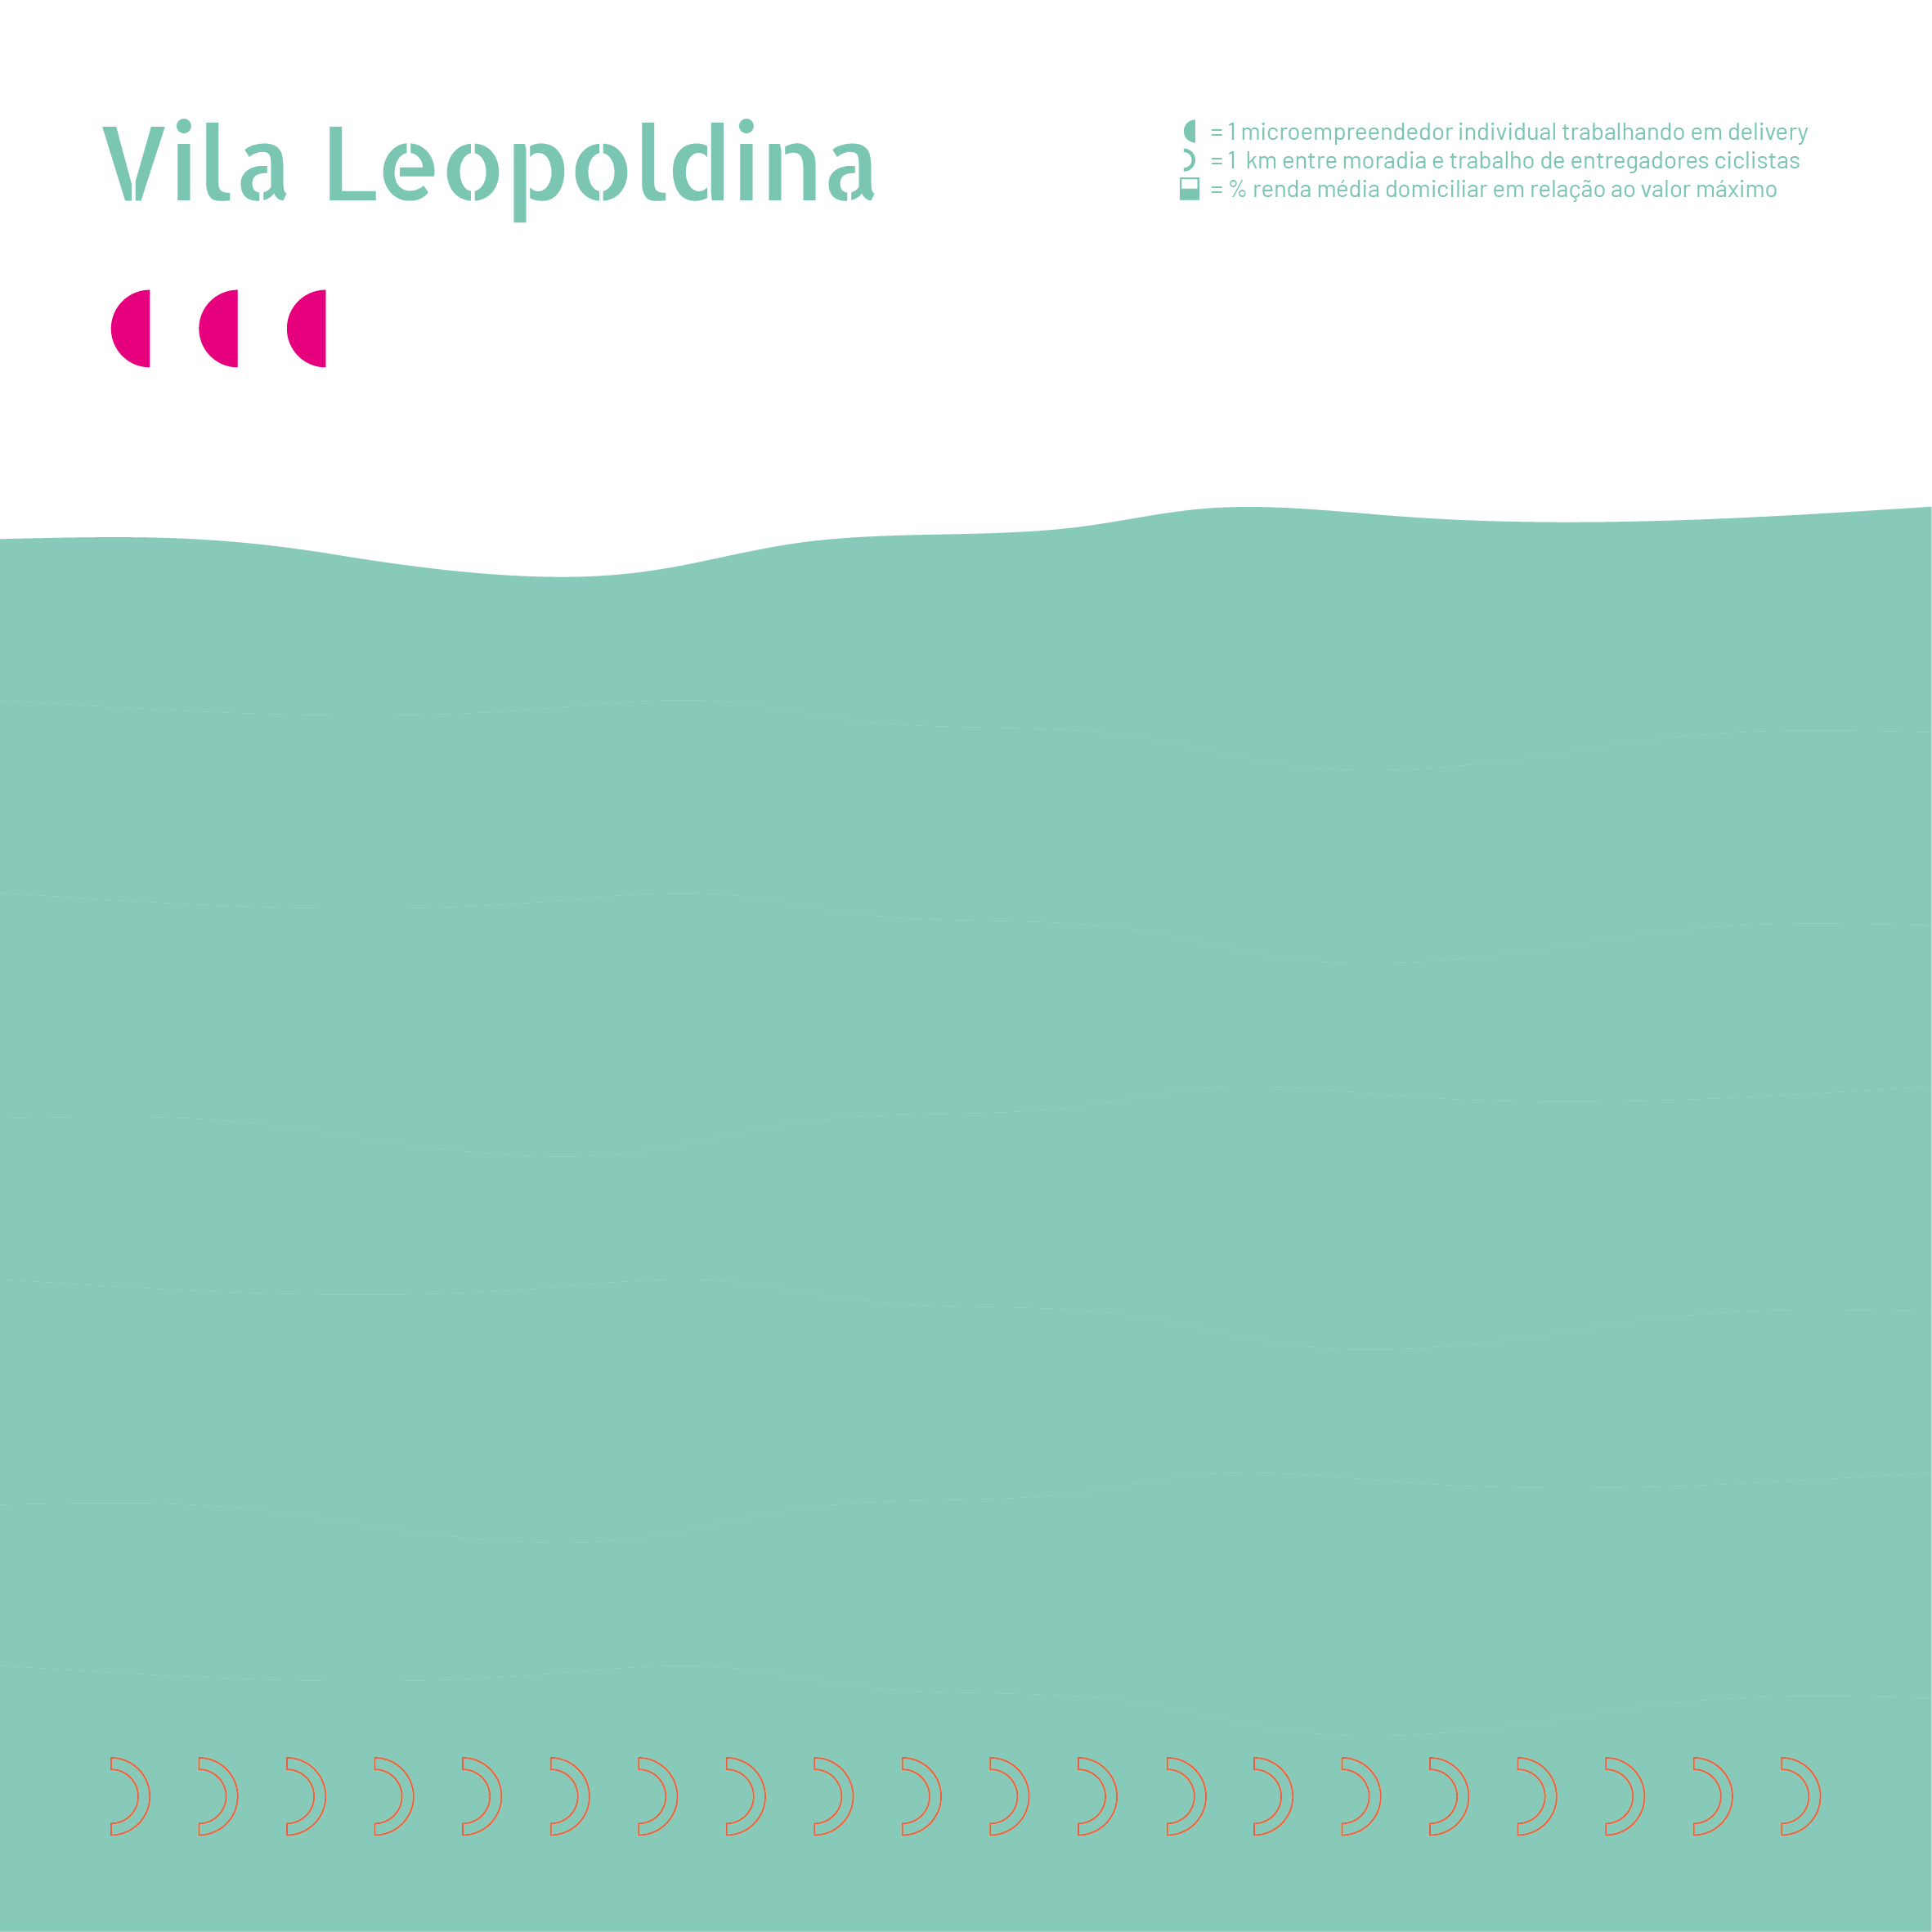 Vila Leopoldina
= 1 microempreendedor individual trabalhando em delivery
= 1 km entre moradia e trabalho de entregadores ciclistas
= % renda média domiciliar em relação ao valor máximo